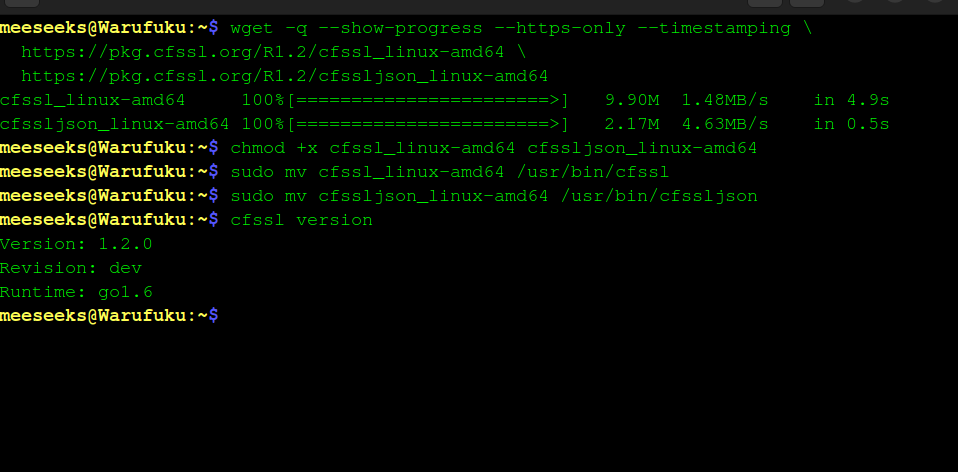 meeseeks@Warufuku:~$ wget -q --show-progress --https-only --timestamping \
  https://pkg.cfssl.org/R1.2/cfssl_linux-amd64 \
  https://pkg.cfssl.org/R1.2/cfssljson_linux-amd64
cfssl_linux-amd64     100%[=======================>]   9.90M  1.48MB/s    in 4.9s
cfssljson_linux-amd64 100%[=======================>]   2.17M  4.63MB/s    in 0.5s
meeseeks@Warufuku:~$ chmod +x cfssl_linux-amd64 cfssljson_linux-amd64
meeseeks@Warufuku:~$ sudo mv cfssl_linux-amd64 /usr/bin/cfssl
meeseeks@Warufuku:~$ sudo mv cfssljson_linux-amd64 /usr/bin/cfssljson
meeseeks@Warufuku:~$ cfssl version
Version: 1.2.0
Revision: dev
Runtime: go1.6
meeseeks@Warufuku:~$